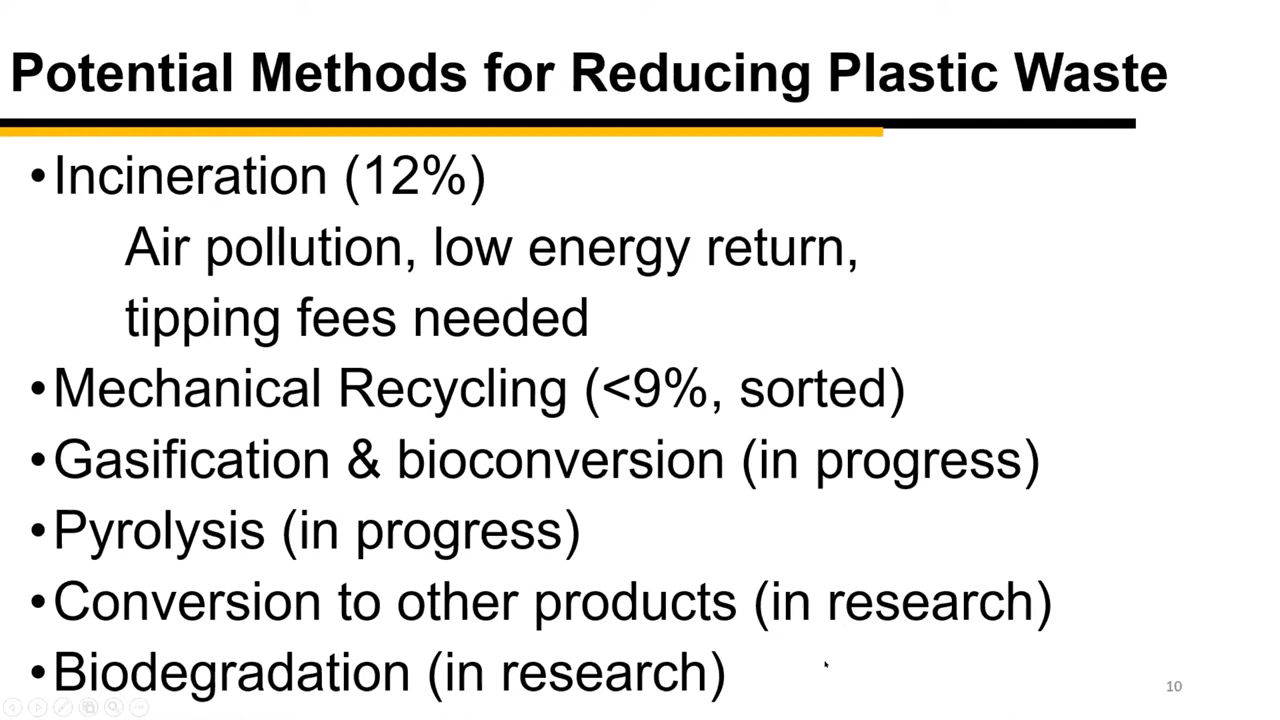 Potential Methods for Reducing Plastic Waste
•Incineration (12%)
Air pollution, low energy return,
tipping fees needed
•Mechanical Recycling (<9%, sorted)
•Gasification & bioconversion (in progress)
•Pyrolysis (in progress)
•Conversion to other products (in research)
•Biodegradation (in research)
10